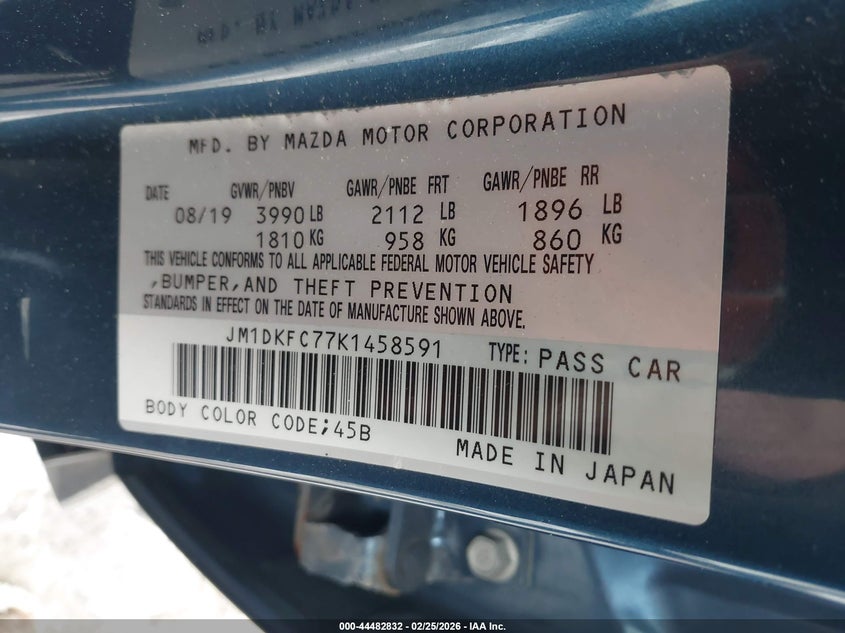 MFD. BY MAZDA MOTOR CORPORATION
DATE GVWR/PNBV GAWR/PNBE FRT GAWR/PNBE RR
08/19 3990 LB 2112 LB 1896 LB
1810 KG 958 KG 860 KG
THIS VEHICLE CONFORMS TO ALL APPLICABLE FEDERAL MOTOR VEHICLE SAFETY
,BUMPER,AND THEFT PREVENTION
STANDARDS IN EFFECT ON THE DATE OF MANUFACTURE SHOWN ABOVE.
JM1DKFC77K1458591 TYPE: PASS CAR
BODY COLOR CODE;45B
MADE IN JAPAN
000-44482832 - 02/25/2026 - IAA Inc.